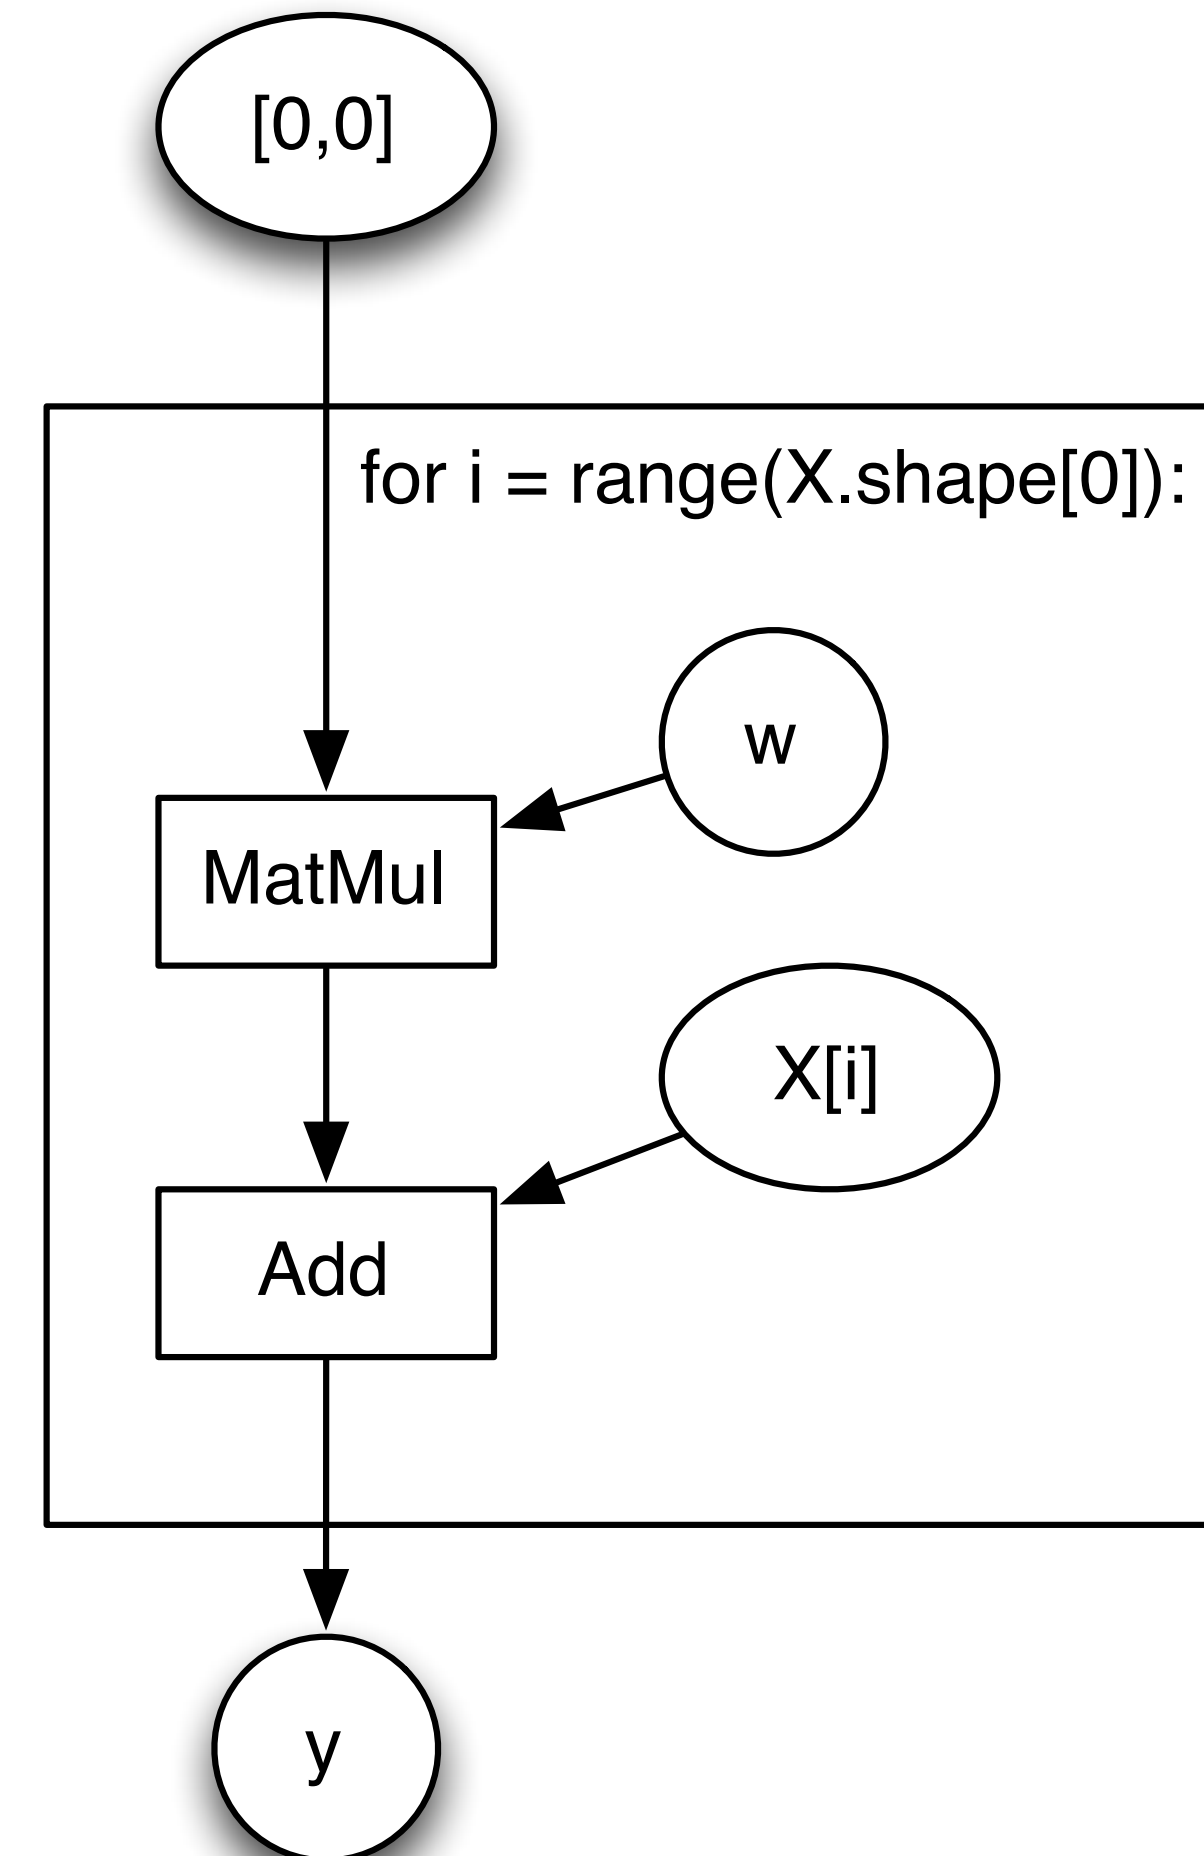 [0,0]
for i = range(X.shape[0]):
w
MatMul
X[i]
Add
y